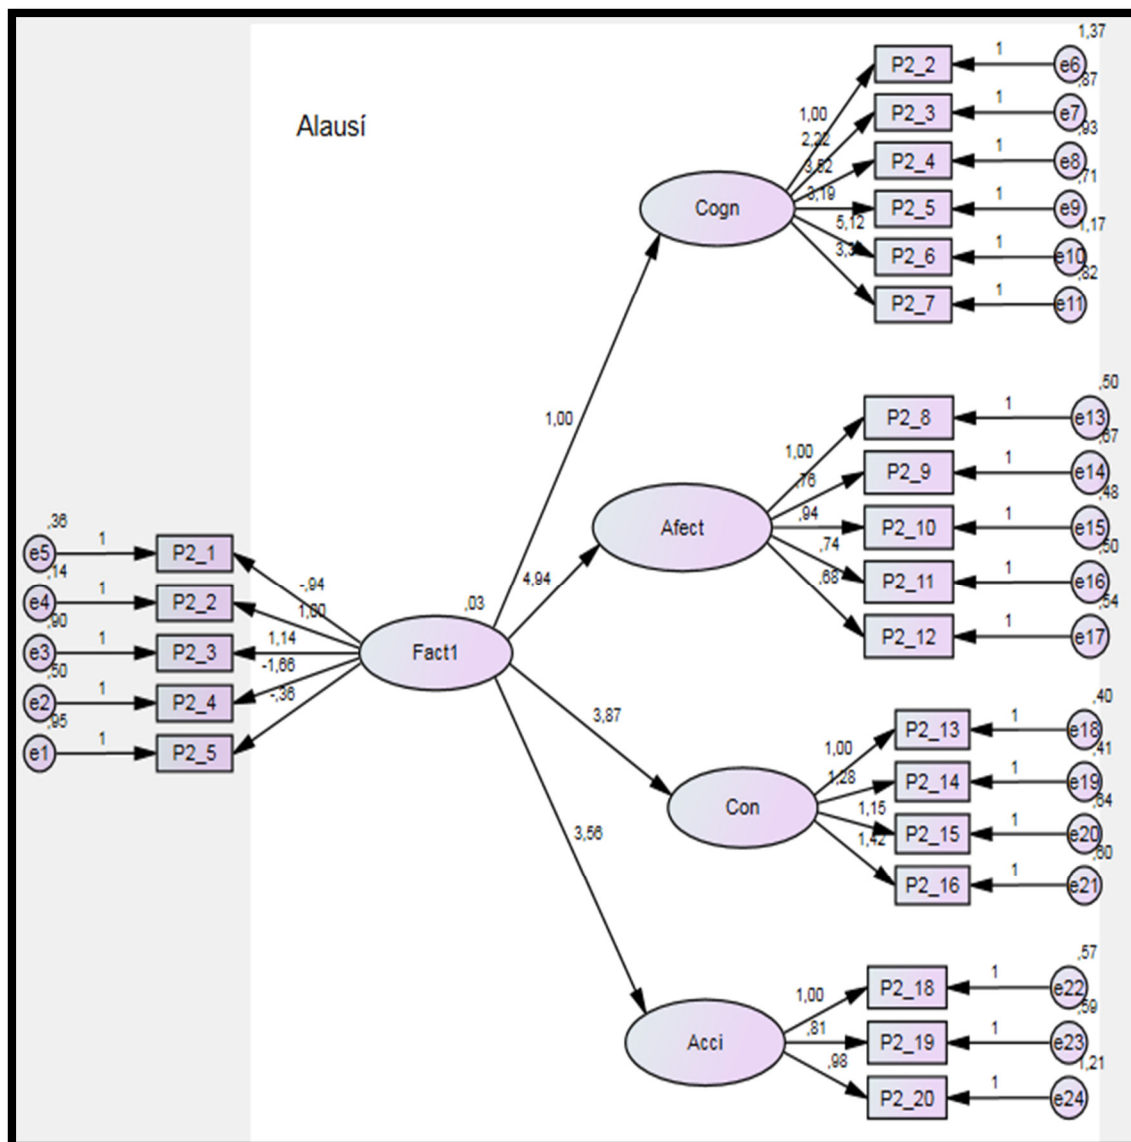 Alausí
Cogn
1,00
2,22
3,52
3,19
5,12
P2_2
1
e6
1,37
P2_3
1
e7
,87
P2_4
1
e8
,93
P2_5
1
e9
,71
P2_6
1
e10
1,17
P2_7
1
e11
,82
1,00
Afect
4,94
1,00
,76
,94
,74
,68
P2_8
1
e13
,50
P2_9
1
e14
,67
P2_10
1
e15
,48
P2_11
1
e16
,50
P2_12
1
e17
,54
,36
e5
1
P2_1
-,94
,14
e4
1
P2_2
1,00
,90
e3
1
P2_3
1,14
,50
e2
1
P2_4
-1,66
,95
e1
1
P2_5
-,36
Fact1
,03
3,87
Con
1,00
1,28
1,15
1,42
P2_13
1
e18
,40
P2_14
1
e19
,41
P2_15
1
e20
,64
P2_16
1
e21
,60
3,56
Acci
1,00
,81
,98
P2_18
1
e22
,57
P2_19
1
e23
,59
P2_20
1
e24
1,21